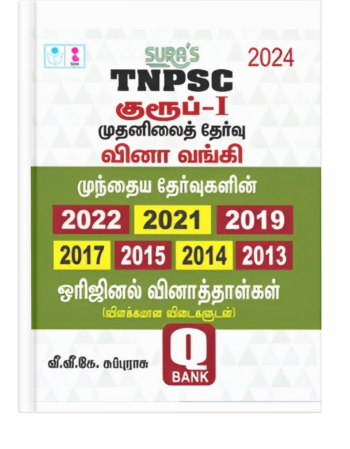 SURA'S
2024
TNPSC
குரூப்-I
முதனிலைத் தேர்வு
வினா வங்கி
முந்தைய தேர்வுகளின்
2022 2021 2019
2017 2015 2014 2013
ஒரிஜினல் வினாத்தாள்கள்
(விளக்கமான விடைகளுடன்)
Q
BANK
வீ.வீ.கே. சுப்புராசு